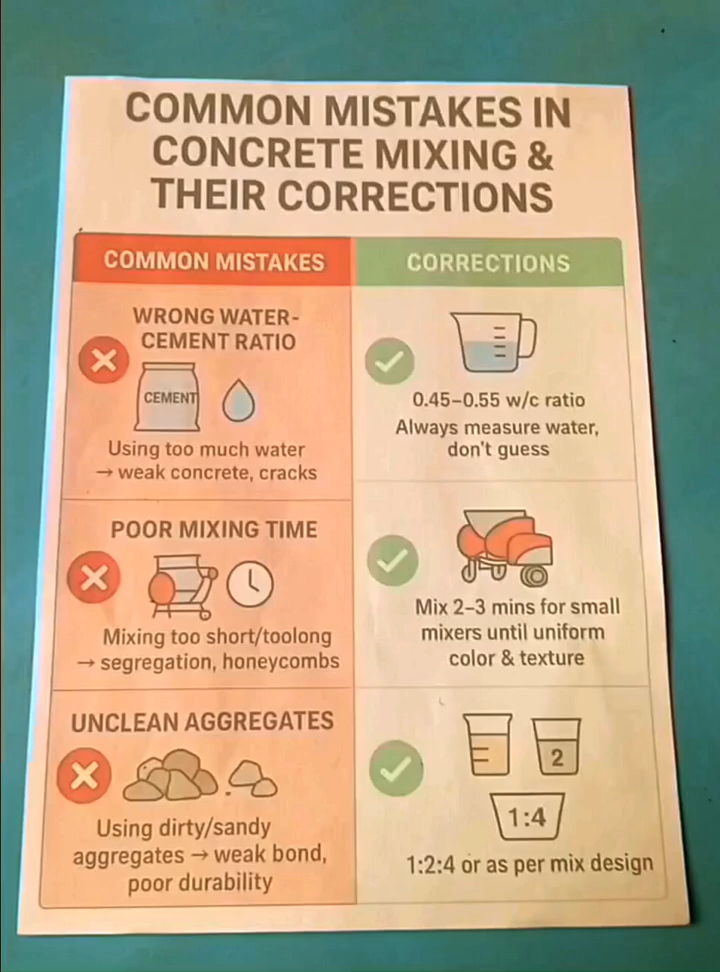 COMMON MISTAKES IN
CONCRETE MIXING &
THEIR CORRECTIONS
COMMON MISTAKES
CORRECTIONS
WRONG WATER-
CEMENT RATIO
CEMENT
Using too much water
→ weak concrete, cracks
0.45–0.55 w/c ratio
Always measure water,
don't guess
POOR MIXING TIME
Mixing too short/toolong
→ segregation, honeycombs
Mix 2–3 mins for small
mixers until uniform
color & texture
UNCLEAN AGGREGATES
Using dirty/sandy
aggregates → weak bond,
poor durability
2
1:4
1:2:4 or as per mix design